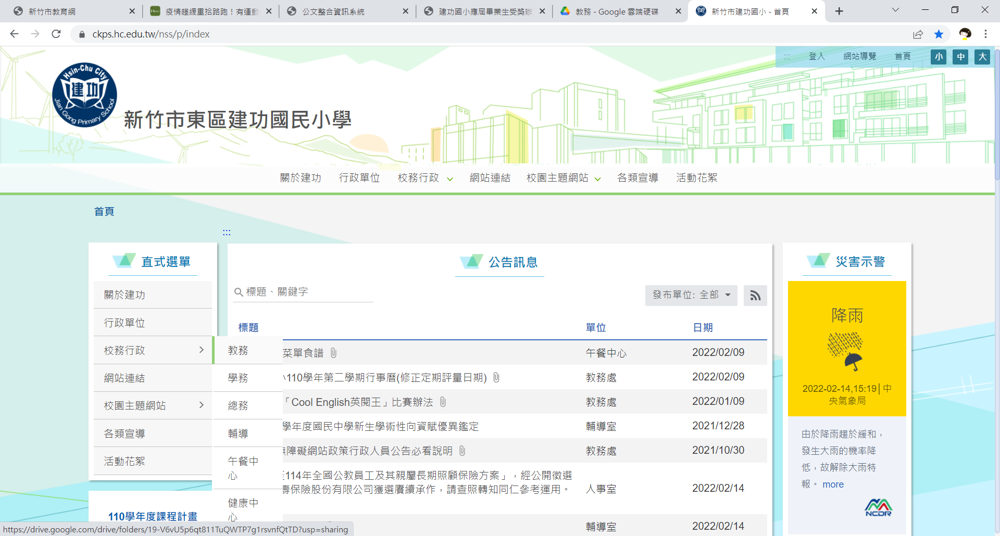 新竹市教育網
疫情趨緩重拾路跑！有運動
公文整合資訊系統
建功國小應屆畢業生受獎辦
教務 - Google 雲端硬碟
新竹市建功國小 - 首頁
ckps.hc.edu.tw/nss/p/index
:::
登入
網站導覽
首頁
小
中
大
Hsin-Chu City
建功
Jian Gong Primary School
新竹市東區建功國民小學
關於建功
行政單位
校務行政
網站連結
校園主題網站
各類宣導
活動花絮
首頁
:::
直式選單
關於建功
行政單位
校務行政
網站連結
校園主題網站
各類宣導
活動花絮
教務
學務
總務
輔導
午餐中
心
健康中
心
110學年度課程計畫
公告訊息
標題、關鍵字
發布單位: 全部
標題 單位 日期
菜單食譜 午餐中心 2022/02/09
110學年第二學期行事曆(修正定期評量日期) 教務處 2022/02/09
「Cool English英閱王」比賽辦法 教務處 2022/01/09
學年度國民中學新生學術性向資賦優異鑑定 輔導室 2021/12/28
障礙網站政策行政人員公告必看說明 教務處 2021/10/30
114年全國公教員工及其親屬長期照顧保險方案」，經公開徵選
壽保險股份有限公司獲選賡續承作，請查照轉知同仁參考運用。 人事室 2022/02/14
輔導室 2022/02/14
災害示警
降雨
2022-02-14,15:19│中
央氣象局
由於降雨趨於緩和，
發生大雨的機率降
低，故解除大雨特
報。 more
NCDR
https://drive.google.com/drive/folders/19-V6vU5p6qt811TuQWTP7g1rsvnfQtTD?usp=sharing